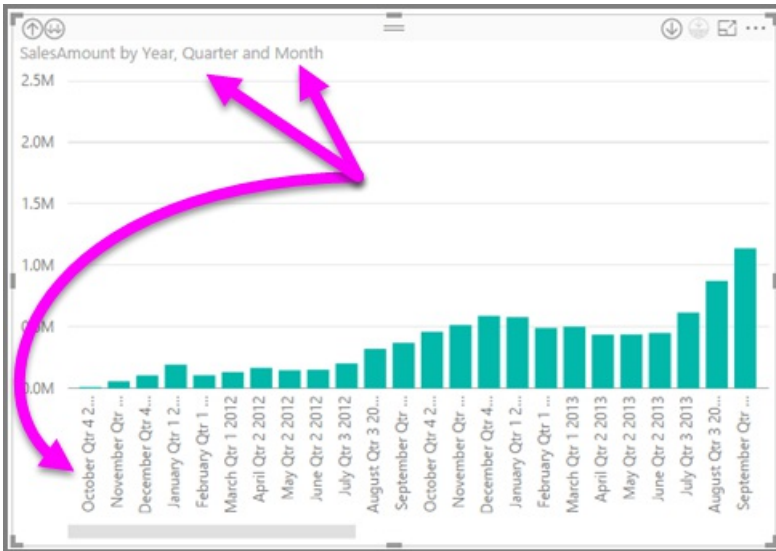 SalesAmount by Year, Quarter and Month
2.5M
2.0M
1.5M
1.0M
0.0M
October Qtr 4 2...
November Qtr ...
December Qtr 4...
January Qtr 1 2...
February Qtr 1 ...
March Qtr 1 2012
April Qtr 2 2012
May Qtr 2 2012
June Qtr 2 2012
July Qtr 3 2012
August Qtr 3 20...
September Qtr ...
October Qtr 4 2...
November Qtr ...
December Qtr 4...
January Qtr 1 2...
February Qtr 1 ...
March Qtr 1 2013
April Qtr 2 2013
May Qtr 2 2013
June Qtr 2 2013
July Qtr 3 2013
August Qtr 3 20...
September Qtr ...